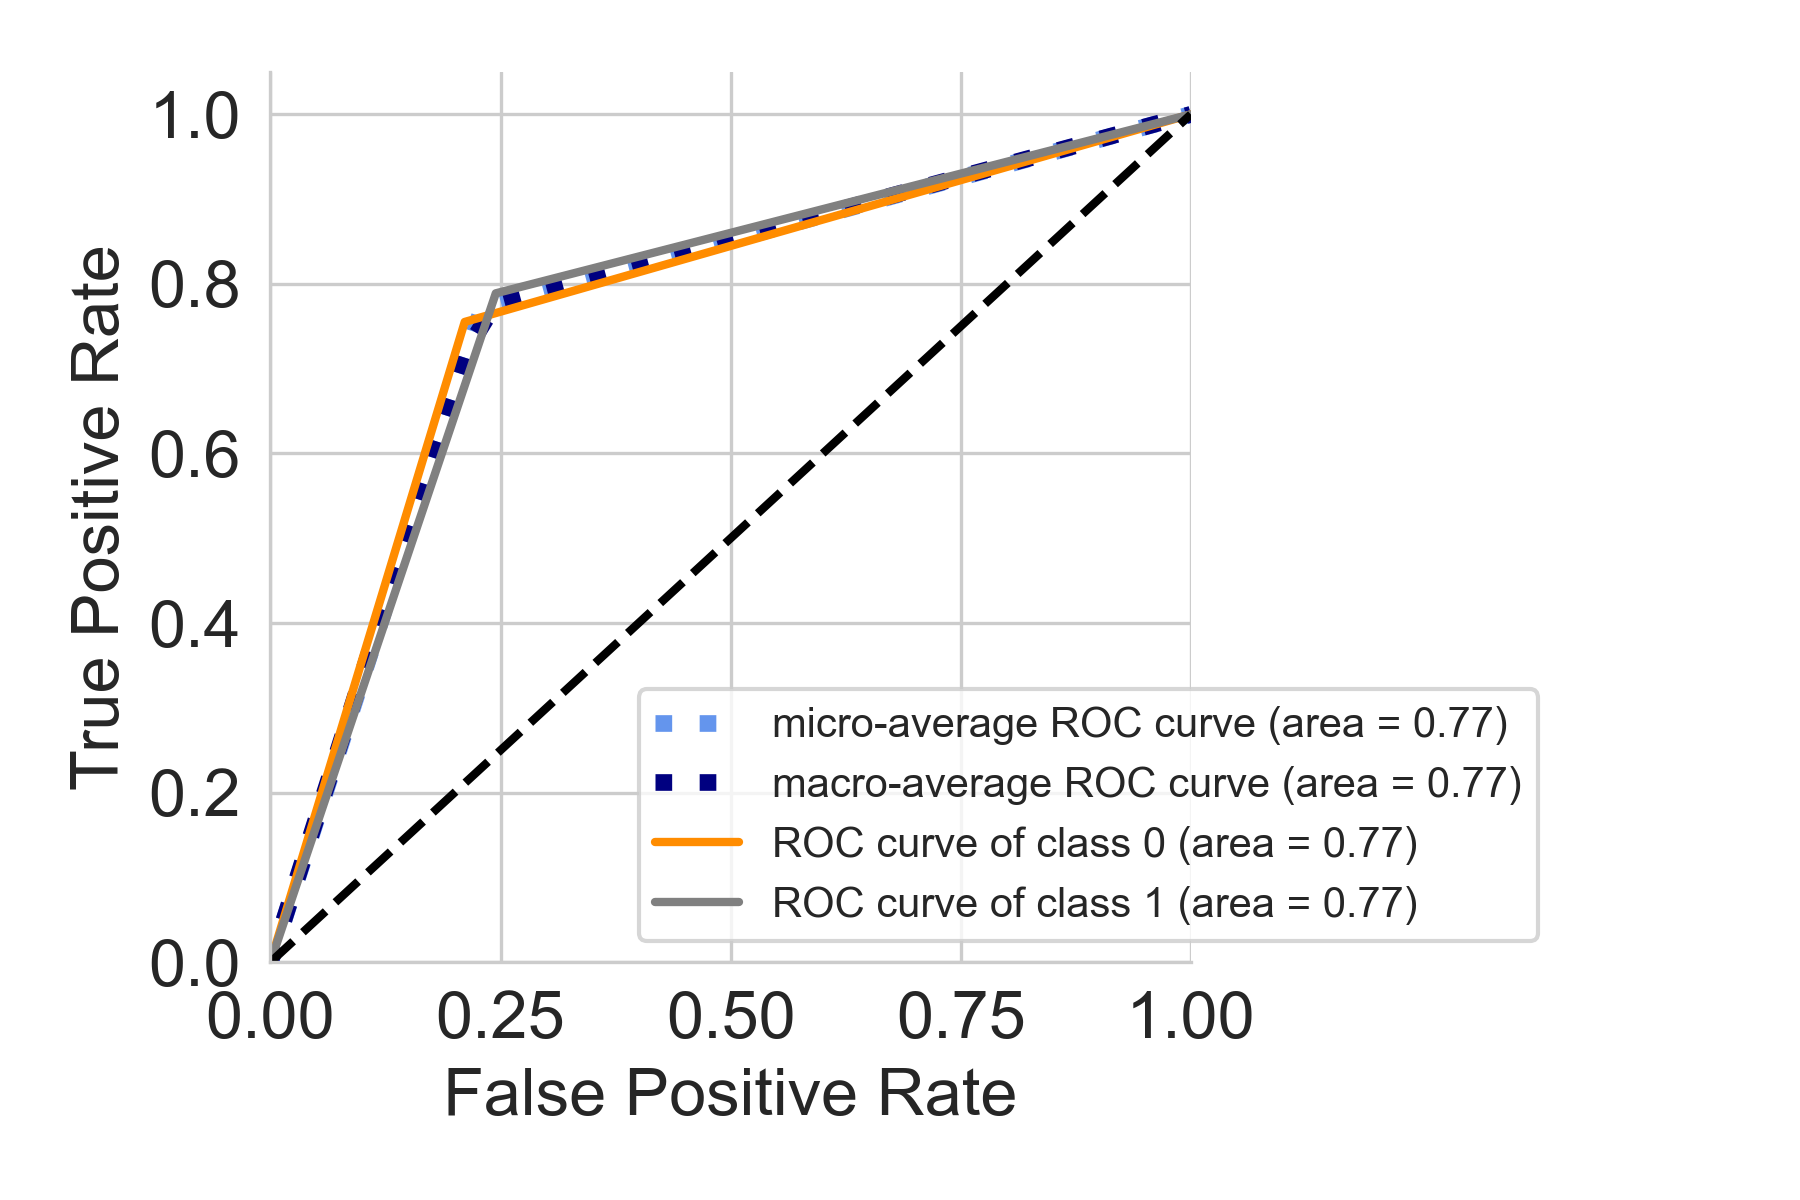 True Positive Rate
1.0
0.8
0.6
0.4
0.2
0.0
0.00 0.25 0.50 0.75 1.00
False Positive Rate
micro-average ROC curve (area = 0.77)
macro-average ROC curve (area = 0.77)
ROC curve of class 0 (area = 0.77)
ROC curve of class 1 (area = 0.77)